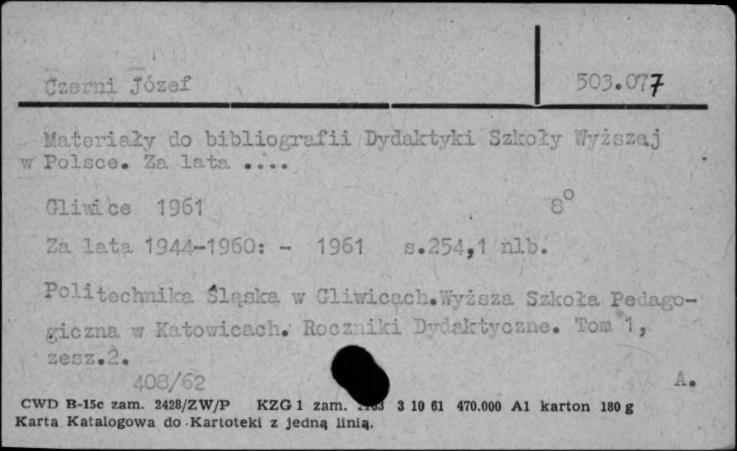 Czerni Józef 503.077
Materiały do bibliografii Dydaktyki Szkoły Wyższej
w Polsce. Za lata ....
Gliwice 1961 8°
Za lata 1944-1960: - 1961 s.254,1 nlb.
Politechnika Śląska w Gliwicach.Wyższa Szkoła Pedago-
giczna w Katowicach. Roczniki Dydaktyczne. Tom 1,
zesz.2.
408/62 A.
CWD B-15c zam. 2428/ZW/P KZG 1 zam. 3 10 61 470.000 A1 karton 180 g
Karta Katalogowa do Kartoteki z jedną linią.